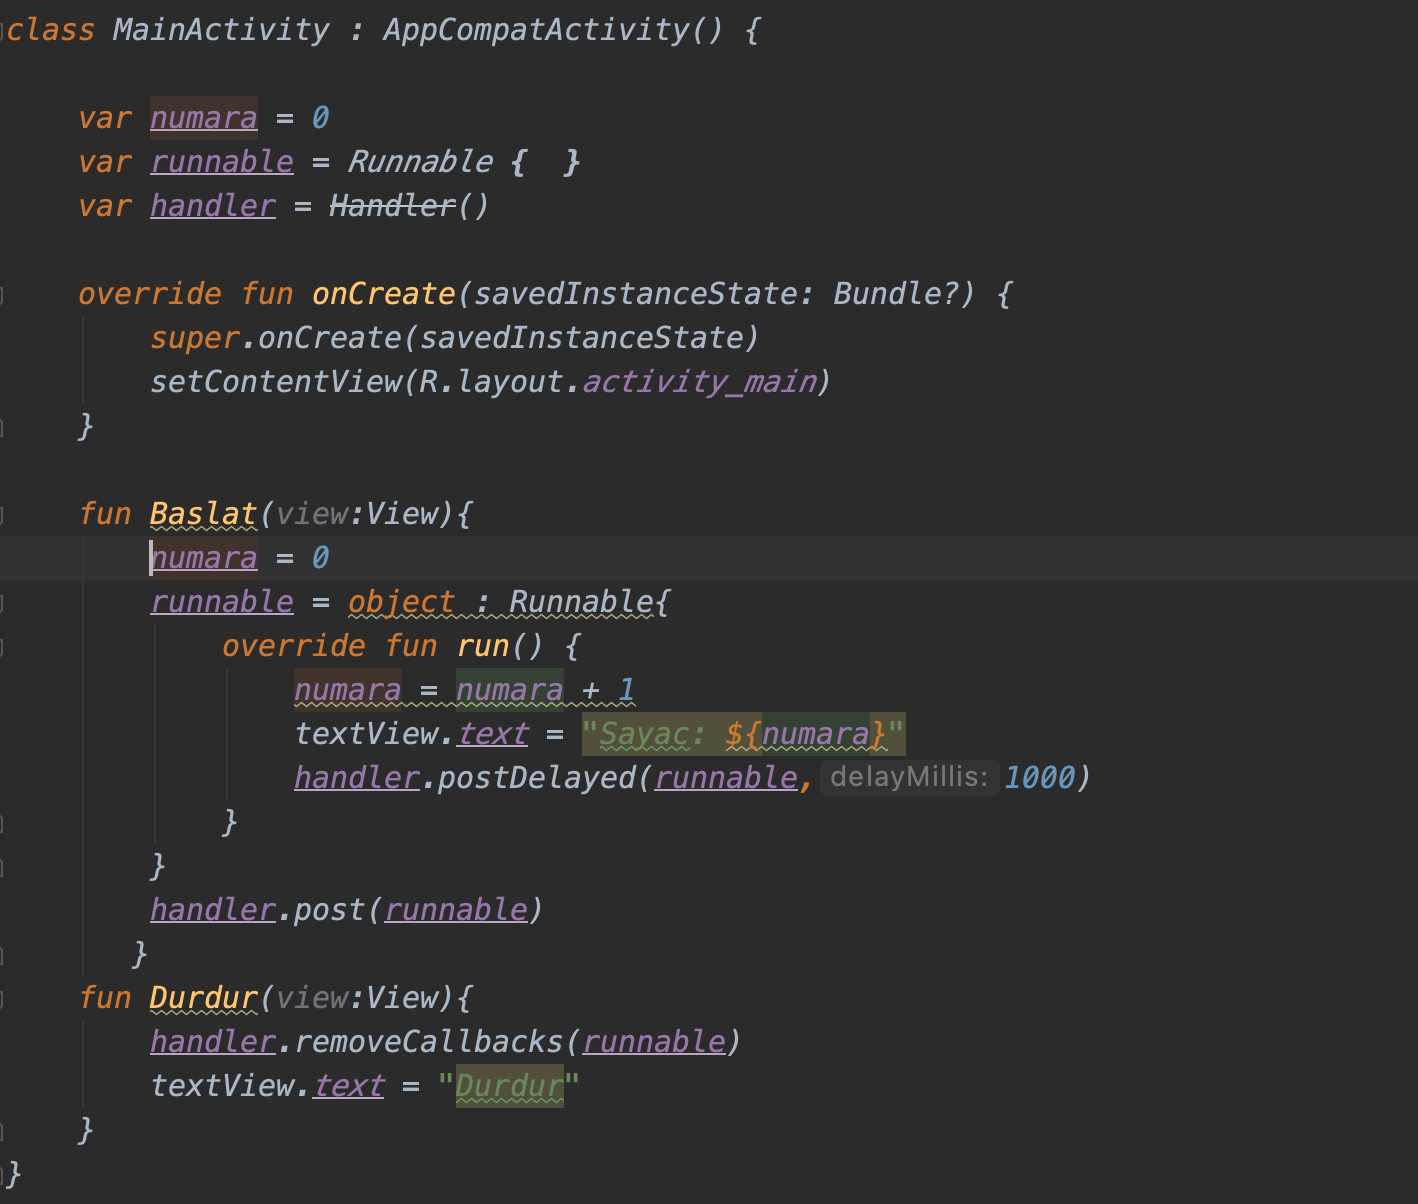 class MainActivity : AppCompatActivity() {
var numara = 0
var runnable = Runnable {  }
var handler = Handler()
override fun onCreate(savedInstanceState: Bundle?) {
super.onCreate(savedInstanceState)
setContentView(R.layout.activity_main)
}
fun Baslat(view:View){
numara = 0
runnable = object : Runnable{
override fun run() {
numara = numara + 1
textView.text = "Sayac: ${numara}"
handler.postDelayed(runnable, delayMillis: 1000)
}
}
handler.post(runnable)
}
fun Durdur(view:View){
handler.removeCallbacks(runnable)
textView.text = "Durdur"
}
}